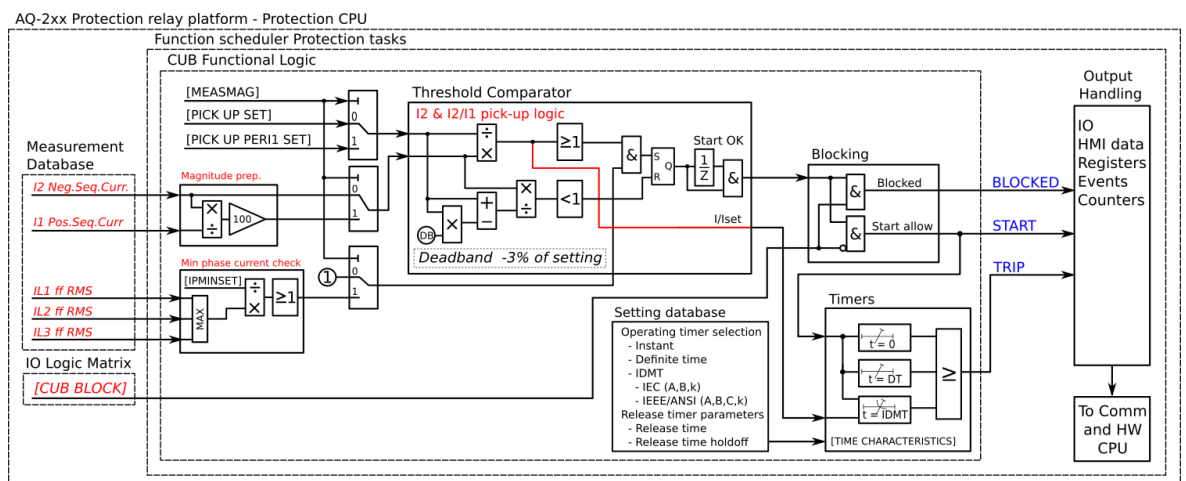 AQ-2xx Protection relay platform - Protection CPU
Function scheduler Protection tasks
CUB Functional Logic
[MEASMAG]
[PICK UP SET]
[PICK UP PERI1 SET]
0
1
Threshold Comparator
I2 & I2/I1 pick-up logic
÷
×
≥1
&
S
R
Q
Start OK
1
Z
&
+
−
÷
×
<1
×
DB
I/Iset
Deadband -3% of setting
Measurement
Database
I2 Neg.Seq.Curr.
I1 Pos.Seq.Curr
IL1 ff RMS
IL2 ff RMS
IL3 ff RMS
IO Logic Matrix
[CUB BLOCK]
Magnitude prep.
×
÷
100
0
1
Min phase current check
[IPMINSET]
MAX
÷
×
≥1
1
0
1
Blocking
&
Blocked
&
Start allow
BLOCKED
START
TRIP
Setting database
Operating timer selection
- Instant
- Definite time
- IDMT
- IEC (A,B,k)
- IEEE/ANSI (A,B,C,k)
Release timer parameters
- Release time
- Release time holdoff
Timers
t = 0
t = DT
t = IDMT
≥
[TIME CHARACTERISTICS]
Output
Handling
IO
HMI data
Registers
Events
Counters
To Comm
and HW
CPU